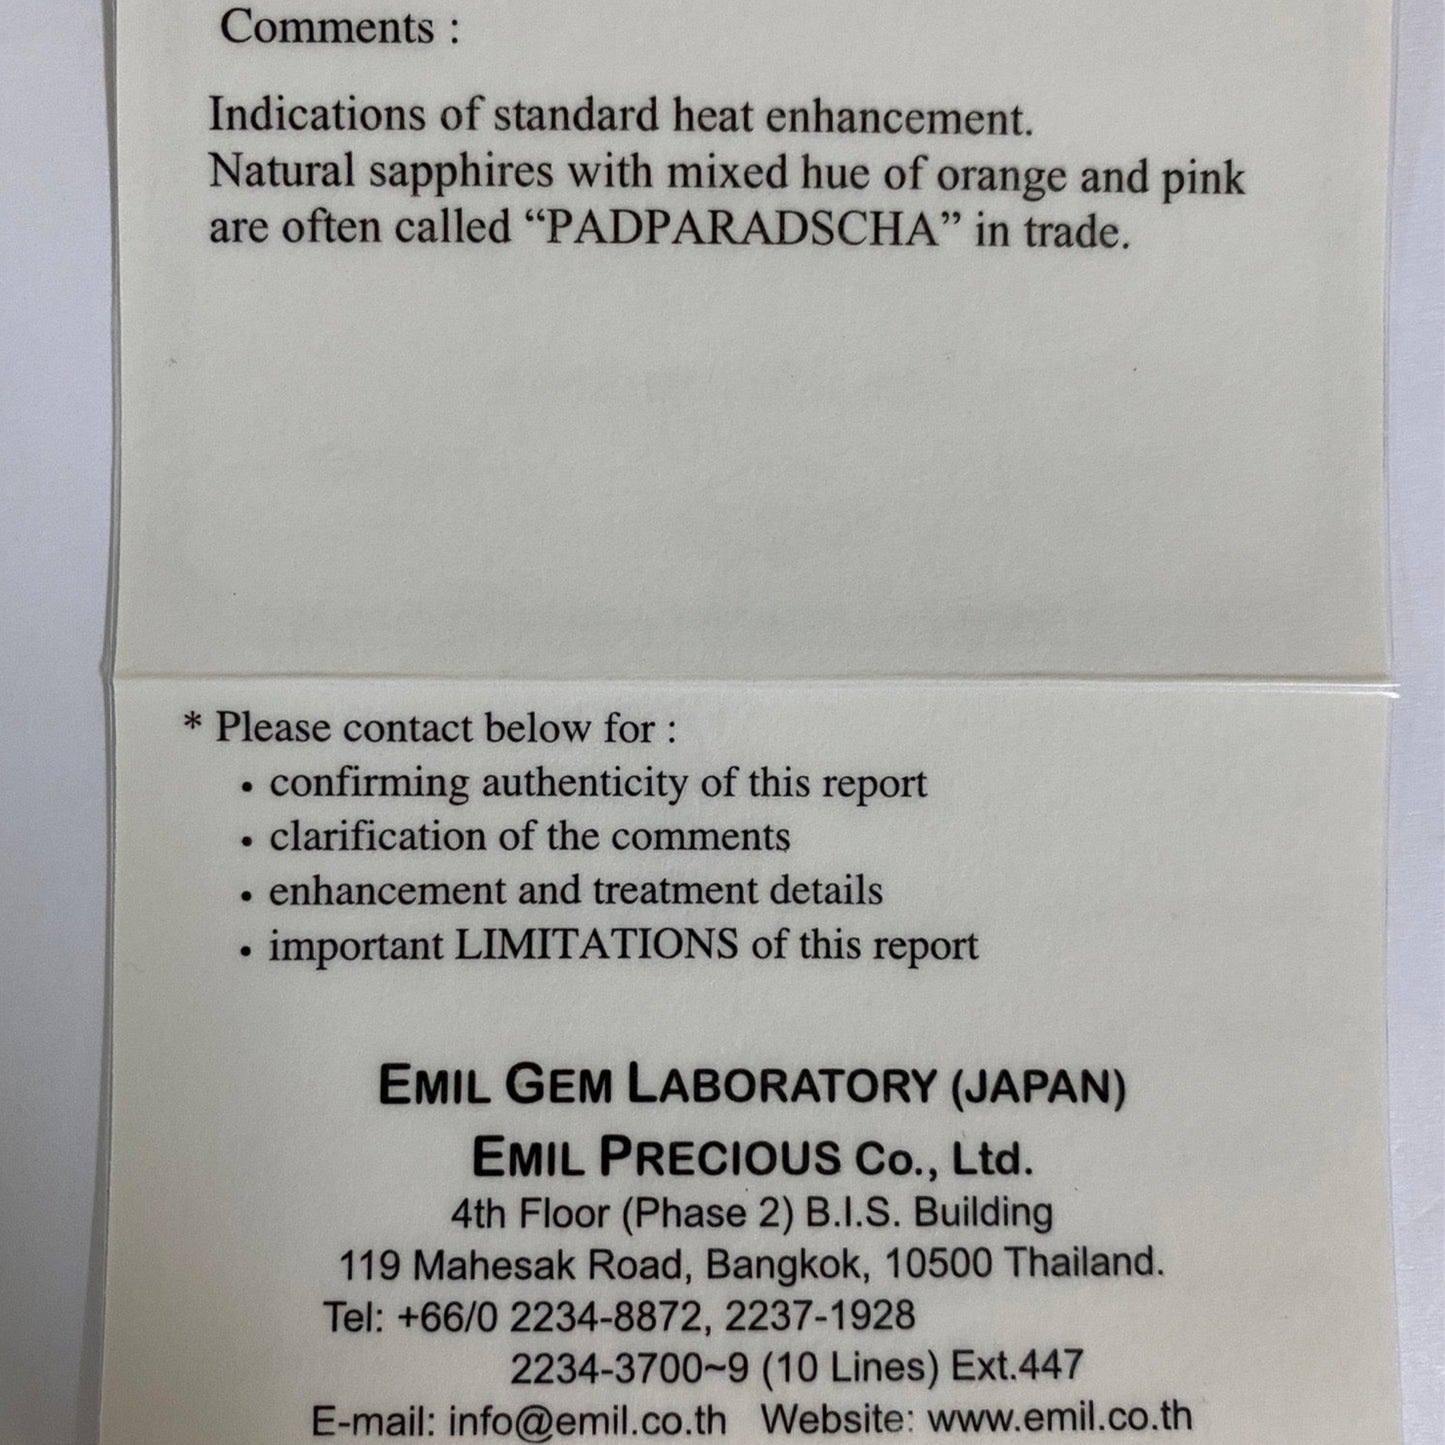 Comments :
Indications of standard heat enhancement.
Natural sapphires with mixed hue of orange and pink
are often called “PADPARADSCHA” in trade.
* Please contact below for :
• confirming authenticity of this report
• clarification of the comments
• enhancement and treatment details
• important LIMITATIONS of this report
EMIL GEM LABORATORY (JAPAN)
EMIL PRECIOUS Co., Ltd.
4th Floor (Phase 2) B.I.S. Building
119 Mahesak Road, Bangkok, 10500 Thailand.
Tel: +66/0 2234-8872, 2237-1928
2234-3700~9 (10 Lines) Ext.447
E-mail: info@emil.co.th Website: www.emil.co.th